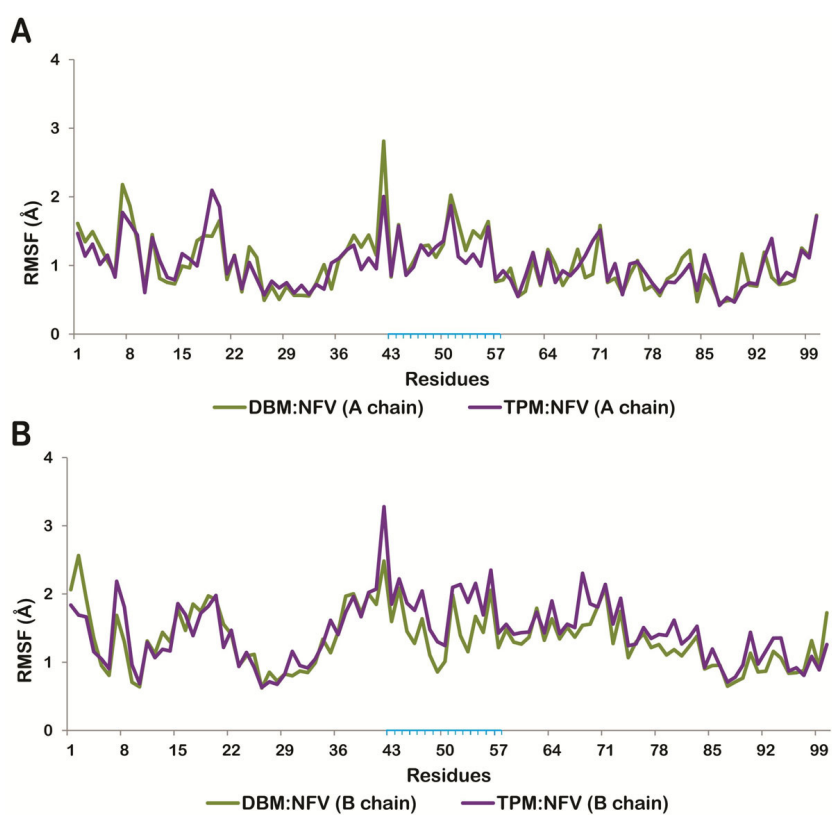 A
4
3
2
1
0
RMSF (Å)
1 8 15 22 29 36 43 50 57 64 71 78 85 92 99
Residues
DBM:NFV (A chain) TPM:NFV (A chain)
B
4
3
2
1
0
RMSF (Å)
1 8 15 22 29 36 43 50 57 64 71 78 85 92 99
Residues
DBM:NFV (B chain) TPM:NFV (B chain)